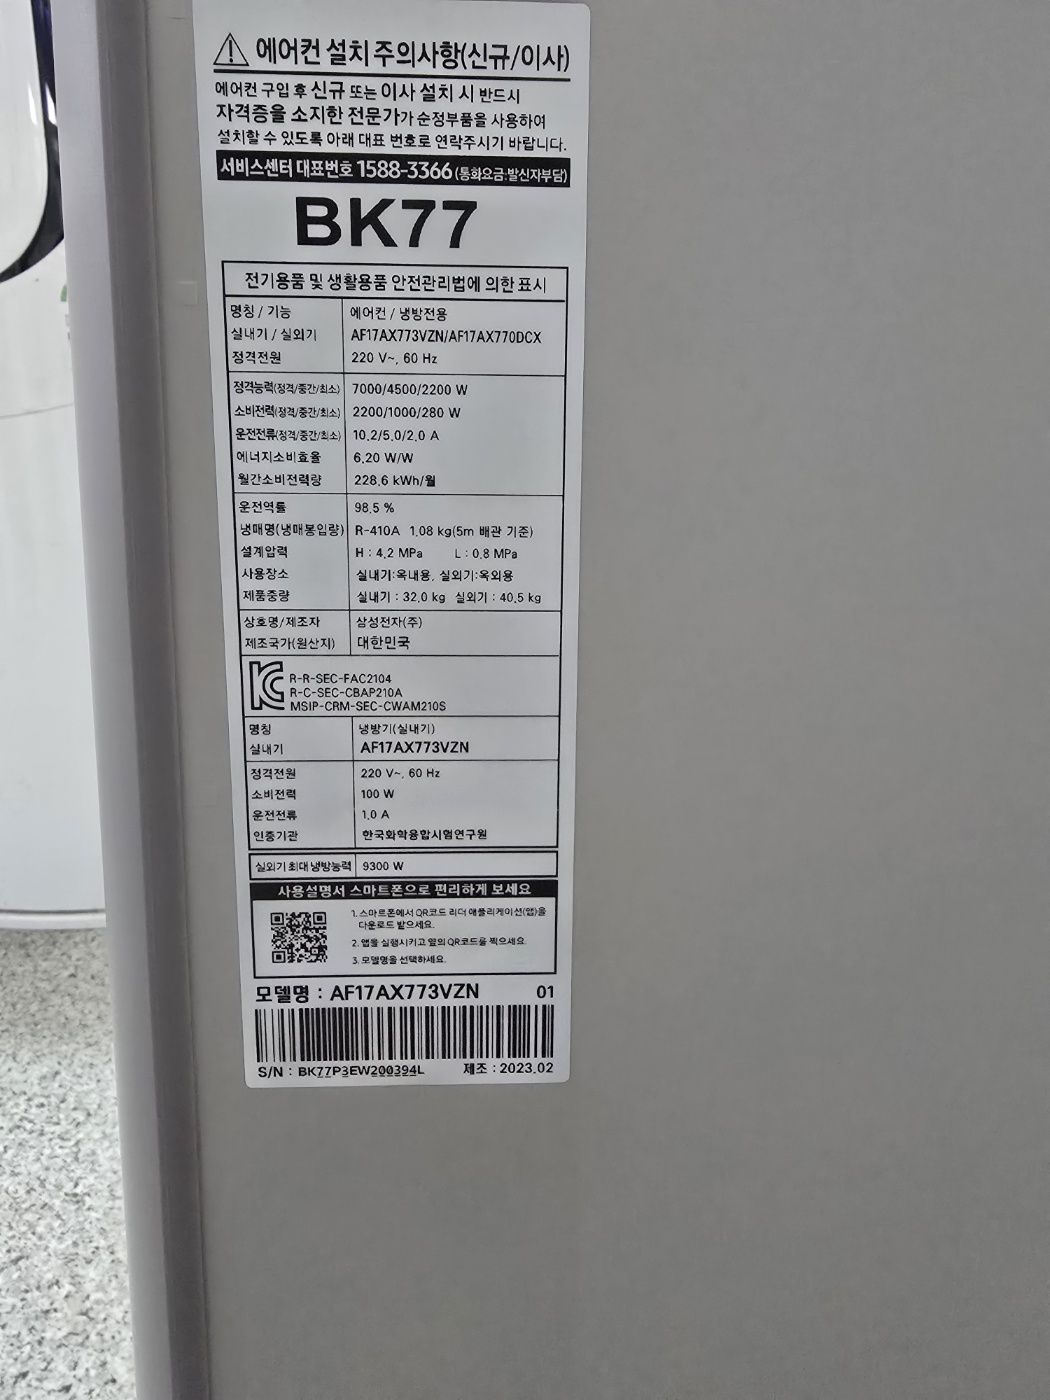 에어컨 설치 주의사항(신규/이사)
에어컨 구입 후 신규 또는 이사 설치 시 반드시
자격증을 소지한 전문가가 순정부품을 사용하여
설치할 수 있도록 아래 대표 번호로 연락주시기 바랍니다.
서비스센터 대표번호 1588-3366(통화요금:발신자부담)
BK77
전기용품 및 생활용품 안전관리법에 의한 표시
명칭 / 기능 에어컨 / 냉방전용
실내기 / 실외기 AF17AX773VZN/AF17AX770DCX
정격전원 220 V~, 60 Hz
정격능력(정격/중간/최소) 7000/4500/2200 W
소비전력(정격/중간/최소) 2200/1000/280 W
운전전류(정격/중간/최소) 10.2/5.0/2.0 A
에너지소비효율 6.20 W/W
월간소비전력량 228.6 kWh/월
운전역률 98.5 %
냉매명(냉매봉입량) R-410A 1.08 kg(5m 배관 기준)
설계압력 H : 4.2 MPa L : 0.8 MPa
사용장소 실내기:옥내용, 실외기:옥외용
제품중량 실내기 : 32.0 kg 실외기 : 40.5 kg
상호명/제조자 삼성전자(주)
제조국가(원산지) 대한민국
R-R-SEC-FAC2104
R-C-SEC-CBAP210A
MSIP-CRM-SEC-CWAM210S
명칭 냉방기(실내기)
실내기 AF17AX773VZN
정격전원 220 V~, 60 Hz
소비전력 100 W
운전전류 1.0 A
인증기관 한국화학융합시험연구원
실외기 최대 냉방능력 9300 W
사용설명서 스마트폰으로 편리하게 보세요
1. 스마트폰에서 QR코드 리더 애플리케이션(앱)을
다운로드 받으세요.
2. 앱을 실행시키고 옆의 QR코드를 찍으세요.
3. 모델명을 선택하세요.
모델명 : AF17AX773VZN 01
S/N : BK77P3EW200394L 제조 : 2023.02